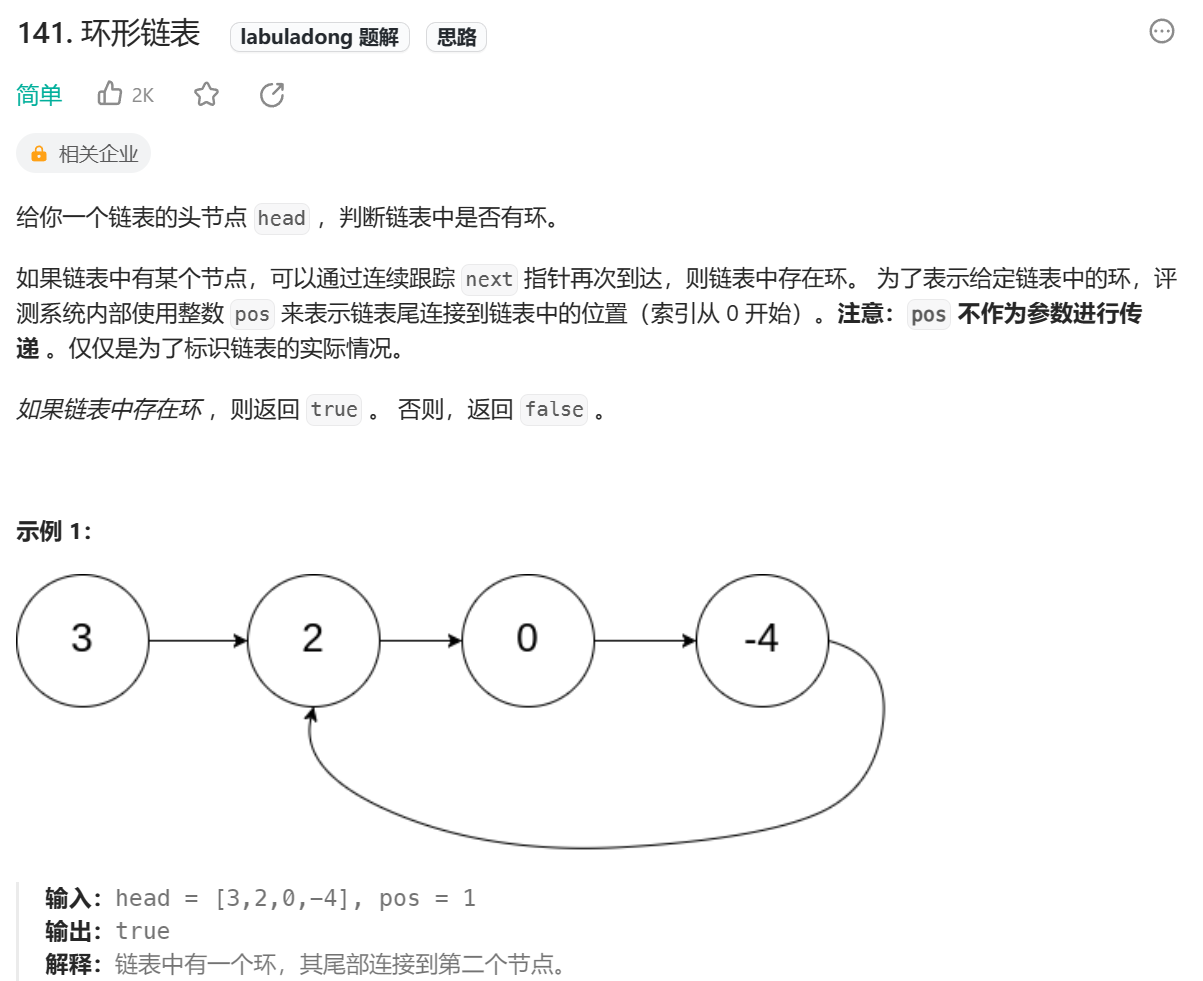 141. 环形链表 labuladong 题解 思路
简单 2K
相关企业
给你一个链表的头节点 head ，判断链表中是否有环。
如果链表中有某个节点，可以通过连续跟踪 next 指针再次到达，则链表中存在环。 为了表示给定链表中的环，评
测系统内部使用整数 pos 来表示链表尾连接到链表中的位置（索引从 0 开始）。注意：pos 不作为参数进行传
递 。仅仅是为了标识链表的实际情况。
如果链表中存在环 ，则返回 true 。 否则，返回 false 。
示例 1：
3 2 0 -4
输入：head = [3,2,0,-4], pos = 1
输出：true
解释：链表中有一个环，其尾部连接到第二个节点。